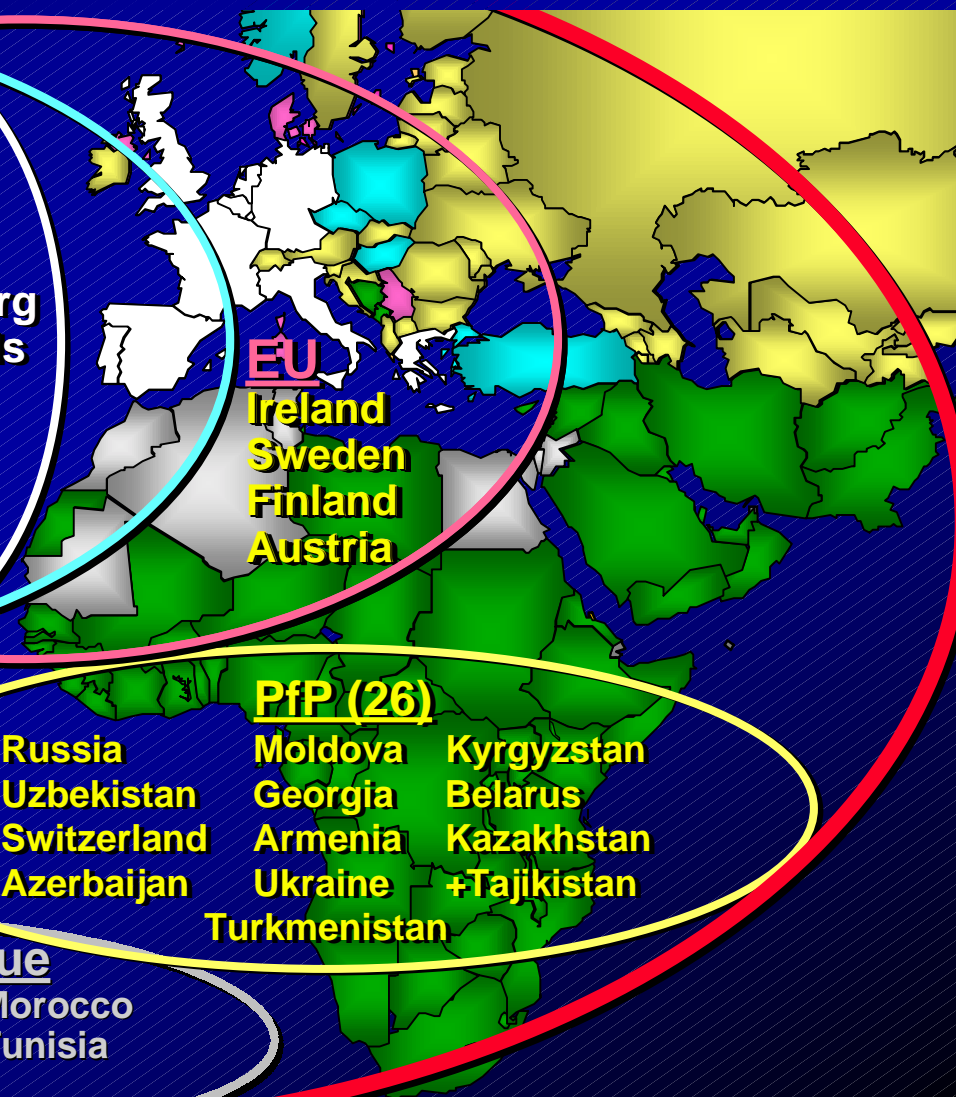 rg
s
EU
Ireland
Sweden
Finland
Austria
PfP (26)
Russia Moldova Kyrgyzstan
Uzbekistan Georgia Belarus
Switzerland Armenia Kazakhstan
Azerbaijan Ukraine +Tajikistan
Turkmenistan
ue
Morocco
Tunisia